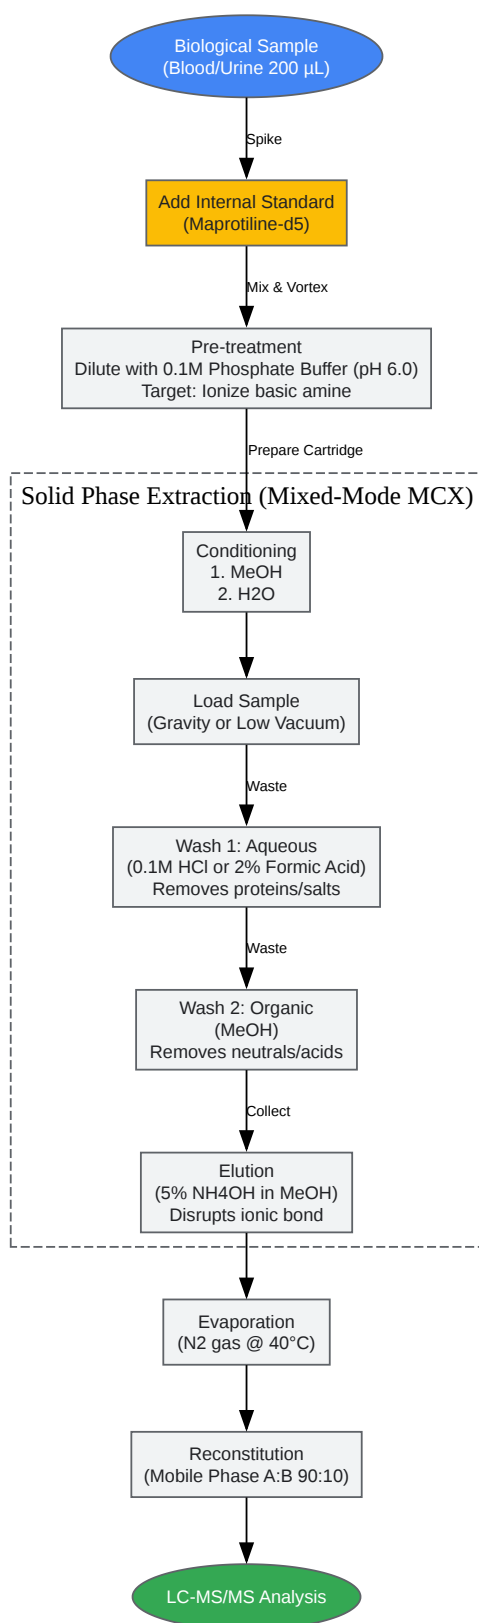 Biological Sample
(Blood/Urine 200 µL)
Spike
Add Internal Standard
(Maprotiline-d5)
Mix & Vortex
Pre-treatment
Dilute with 0.1M Phosphate Buffer (pH 6.0)
Target: Ionize basic amine
Prepare Cartridge
Solid Phase Extraction (Mixed-Mode MCX)
Conditioning
1. MeOH
2. H2O
Load Sample
(Gravity or Low Vacuum)
Waste
Wash 1: Aqueous
(0.1M HCl or 2% Formic Acid)
Removes proteins/salts
Waste
Wash 2: Organic
(MeOH)
Removes neutrals/acids
Collect
Elution
(5% NH4OH in MeOH)
Disrupts ionic bond
Evaporation
(N2 gas @ 40°C)
Reconstitution
(Mobile Phase A:B 90:10)
LC-MS/MS Analysis